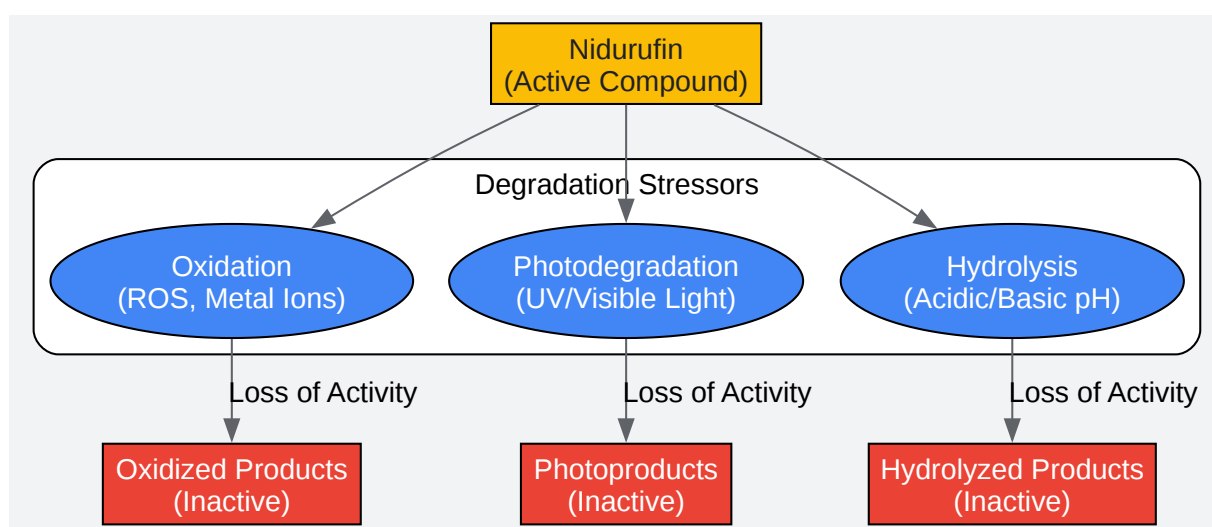 Nidurufin
(Active Compound)
Degradation Stressors
Oxidation
(ROS, Metal Ions)
Photodegradation
(UV/Visible Light)
Hydrolysis
(Acidic/Basic pH)
Loss of Activity
Loss of Activity
Loss of Activity
Oxidized Products
(Inactive)
Photoproducts
(Inactive)
Hydrolyzed Products
(Inactive)